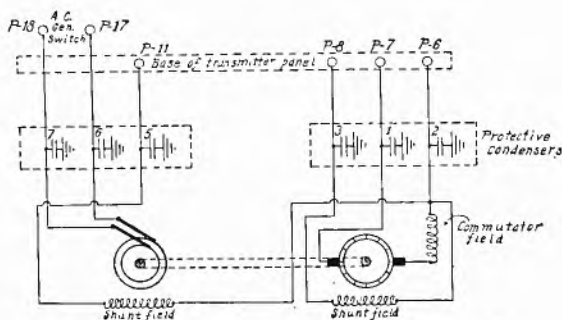 P-18
A.C. Gen. Switch
P-17
P-11
P-8
P-7
P-6
Base of transmitter panel
7
6
5
3
1
2
Protective
Condensers
Commutator
field
Shunt field
Shunt field